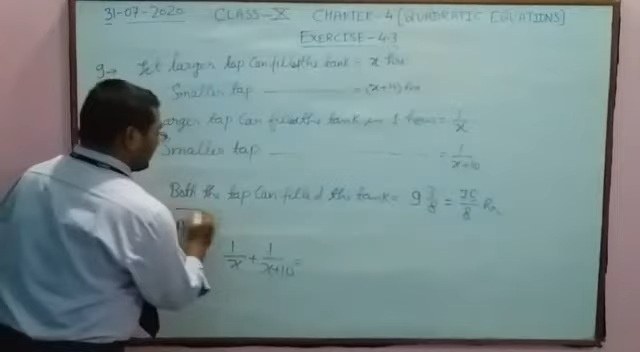 31-07-2020 CLASS-X CHAPTER-4 (QUADRATIC EQUATIONS)
EXERCISE-4.3
9→ Let larger tap can fill the tank = x hrs
Smaller tap = (x+10) hrs
larger tap can the tank in 1 hour = 1/x
Smaller tap = 1/x+10
Both the tap can filled the tank = 9 3/8 = 75/8 hrs
1/x + 1/x+10 =